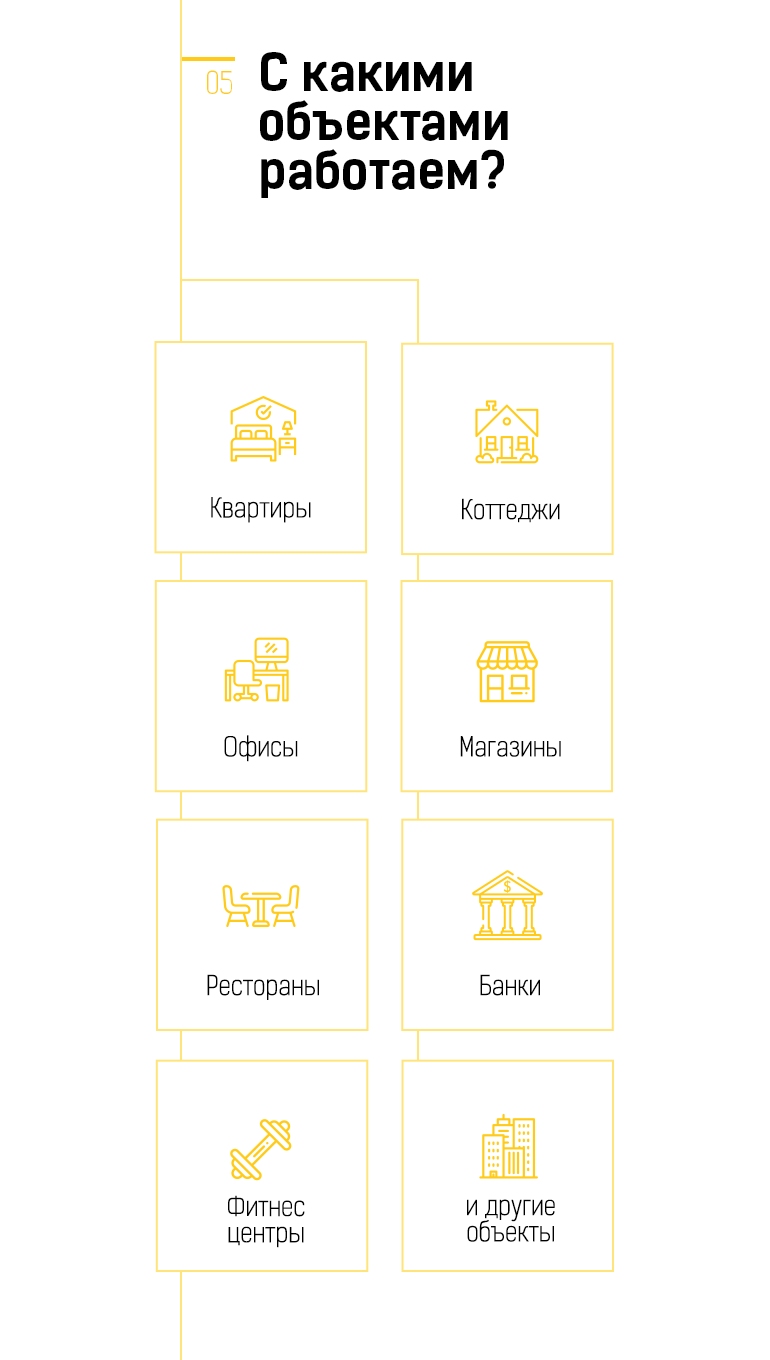 05
С какими
объектами
работаем?
Квартиры
Коттеджи
Офисы
Магазины
Рестораны
$
Банки
Фитнес
центры
и другие
объекты